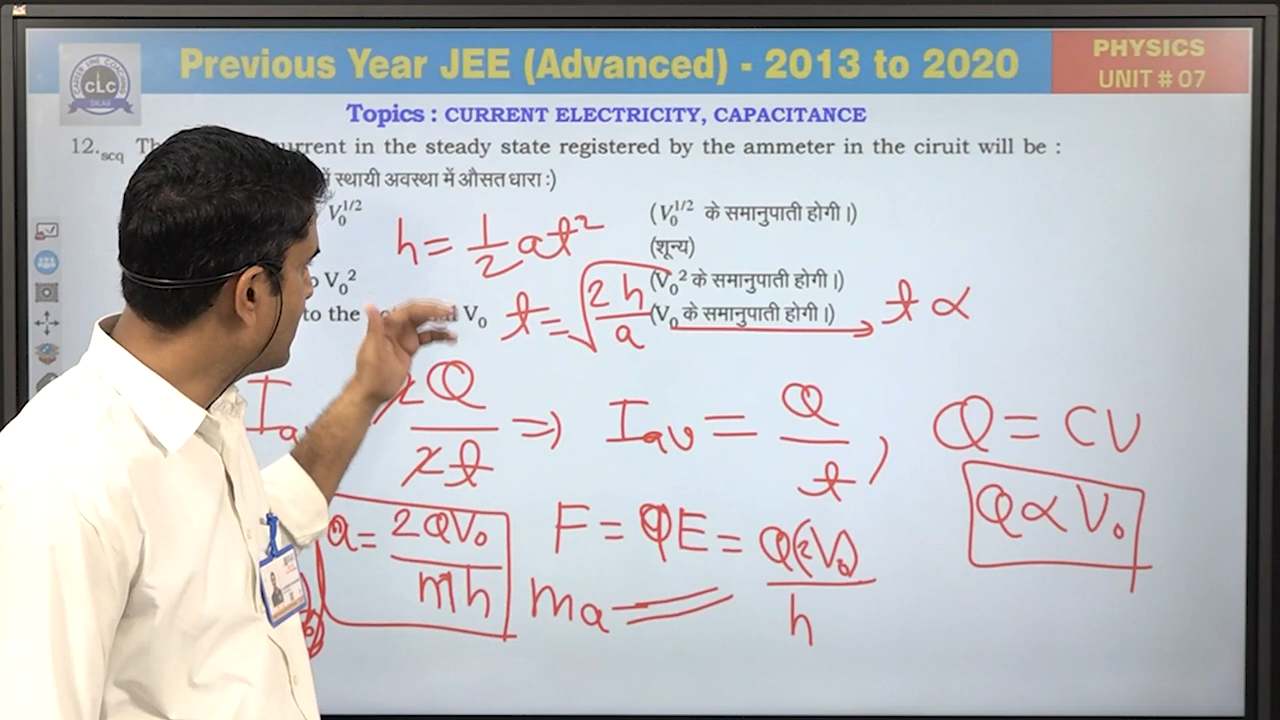 Previous Year JEE (Advanced) - 2013 to 2020
PHYSICS
UNIT # 07
CLC
Topics : CURRENT ELECTRICITY, CAPACITANCE
12.scq current in the steady state registered by the ammeter in the ciruit will be :
में स्थायी अवस्था में औसत धारा :)
V₀^1/2 (V₀^1/2 के समानुपाती होगी।)
(शून्य)
V₀² (V₀² के समानुपाती होगी।)
to the V₀ (V₀ के समानुपाती होगी।)
h = 1/2 at²
t = √(2h/a)
t ∝
2Q/2t ⇒ Iav = Q/t , Q = CV
Q ∝ V₀
a = 2QV₀/mh
F = QE = Q(2V₀)/h
ma =